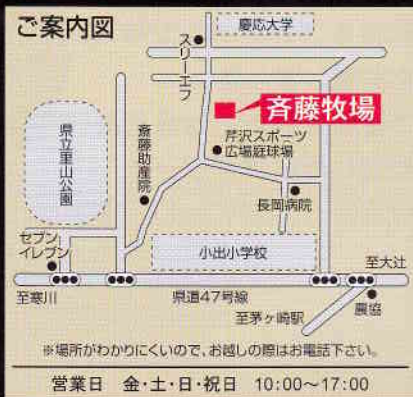 ご案内図
慶応大学
スリーエフ
斉藤牧場
県立里山公園
斎藤助産院
芹沢スポーツ
広場庭球場
長岡病院
セブン
イレブン
小出小学校
至大辻
至寒川
県道47号線
農協
至茅ヶ崎駅
※場所がわかりにくいので、お越しの際はお電話下さい。
営業日 金・土・日・祝日 10:00〜17:00